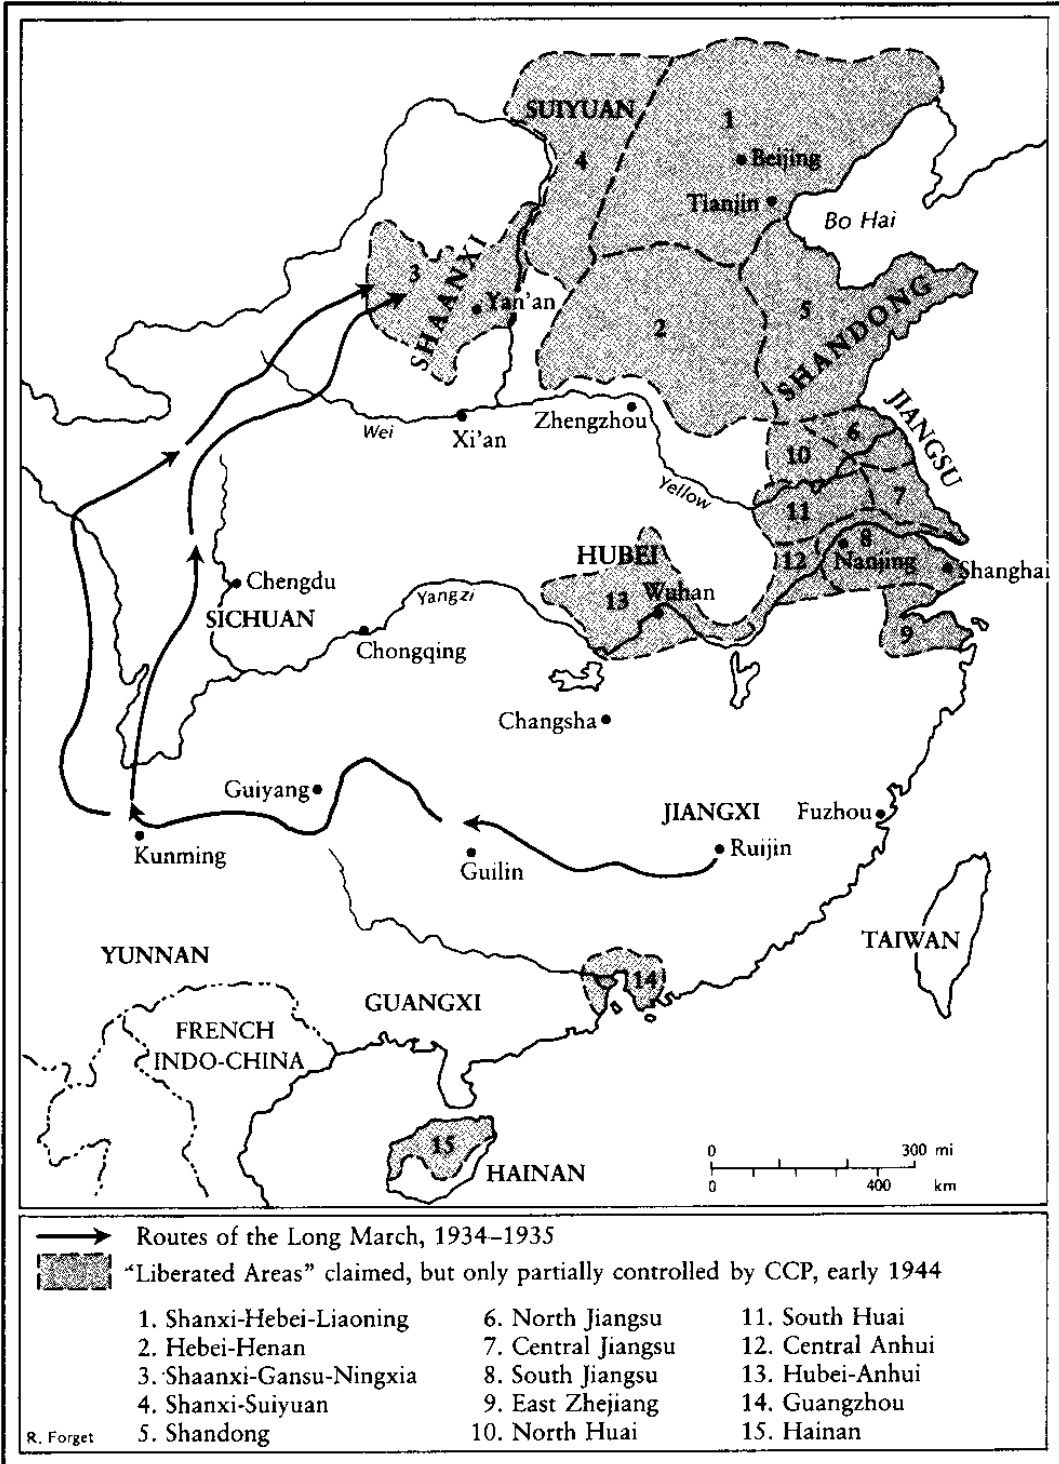 SUIYUAN
1
4
Beijing
Tianjin
Bo Hai
3
SHAANXI
Yan'an
2
5
SHANDONG
Wei
Xi'an
Zhengzhou
JIANGSU
6
10
Yellow
7
11
8
HUBEI
12
Nanjing
Shanghai
Chengdu
Yangzi
13
Wuhan
SICHUAN
9
Chongqing
Changsha
Guiyang
JIANGXI
Fuzhou
Kunming
Guilin
Ruijin
TAIWAN
YUNNAN
14
GUANGXI
FRENCH
INDO-CHINA
15
HAINAN
0 300 mi
0 400 km
Routes of the Long March, 1934–1935
"Liberated Areas" claimed, but only partially controlled by CCP, early 1944
1. Shanxi-Hebei-Liaoning
2. Hebei-Henan
3. Shaanxi-Gansu-Ningxia
4. Shanxi-Suiyuan
5. Shandong
6. North Jiangsu
7. Central Jiangsu
8. South Jiangsu
9. East Zhejiang
10. North Huai
11. South Huai
12. Central Anhui
13. Hubei-Anhui
14. Guangzhou
15. Hainan
R. Forget